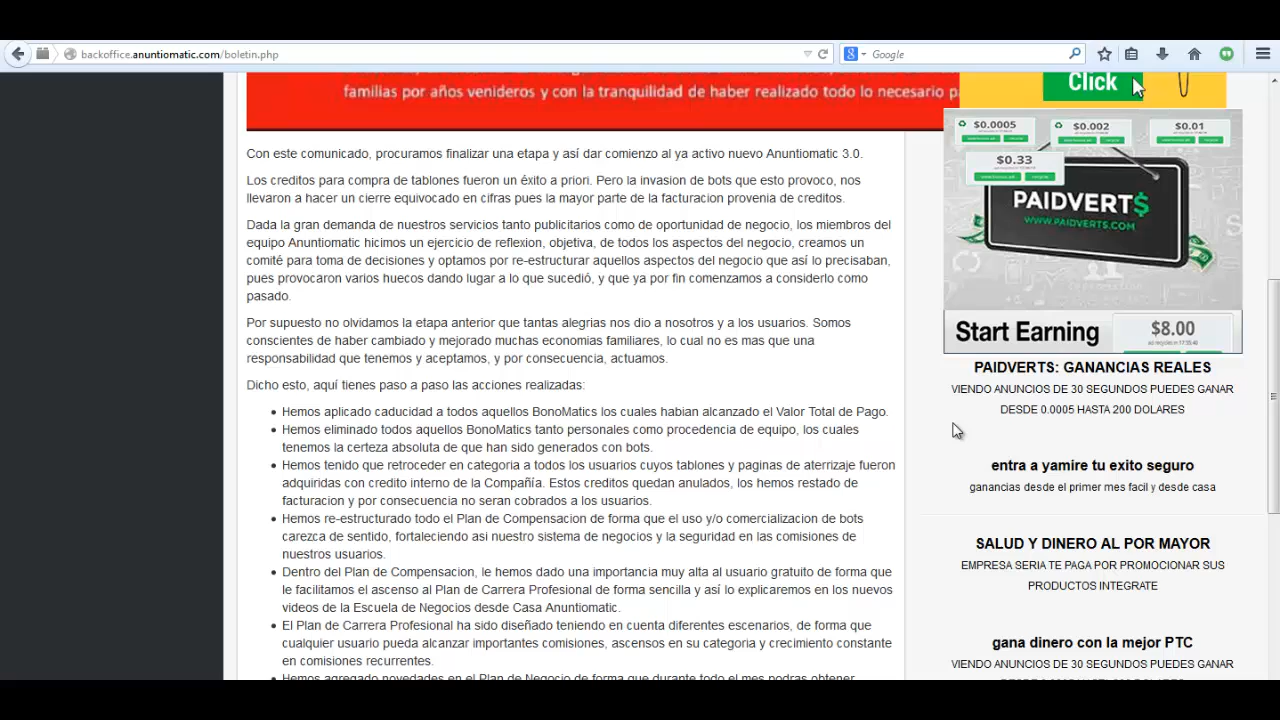 backoffice.anuntiomatic.com/boletin.php
Google
familias por años venideros y con la tranquilidad de haber realizado todo lo necesario pa
Click
Con este comunicado, procuramos finalizar una etapa y así dar comienzo al ya activo nuevo Anuntiomatic 3.0.
Los creditos para compra de tablones fueron un éxito a priori. Pero la invasion de bots que esto provoco, nos
llevaron a hacer un cierre equivocado en cifras pues la mayor parte de la facturacion provenia de creditos.
Dada la gran demanda de nuestros servicios tanto publicitarios como de oportunidad de negocio, los miembros del
equipo Anuntiomatic hicimos un ejercicio de reflexion, objetiva, de todos los aspectos del negocio, creamos un
comité para toma de decisiones y optamos por re-estructurar aquellos aspectos del negocio que así lo precisaban,
pues provocaron varios huecos dando lugar a lo que sucedió, y que ya por fin comenzamos a considerlo como
pasado.
Por supuesto no olvidamos la etapa anterior que tantas alegrias nos dio a nosotros y a los usuarios. Somos
conscientes de haber cambiado y mejorado muchas economias familiares, lo cual no es mas que una
responsabilidad que tenemos y aceptamos, y por consecuencia, actuamos.
Dicho esto, aquí tienes paso a paso las acciones realizadas:
Hemos aplicado caducidad a todos aquellos BonoMatics los cuales habian alcanzado el Valor Total de Pago.
Hemos eliminado todos aquellos BonoMatics tanto personales como procedencia de equipo, los cuales
tenemos la certeza absoluta de que han sido generados con bots.
Hemos tenido que retroceder en categoria a todos los usuarios cuyos tablones y paginas de aterrizaje fueron
adquiridas con credito interno de la Compañía. Estos creditos quedan anulados, los hemos restado de
facturacion y por consecuencia no seran cobrados a los usuarios.
Hemos re-estructurado todo el Plan de Compensacion de forma que el uso y/o comercializacion de bots
carezca de sentido, fortaleciendo asi nuestro sistema de negocios y la seguridad en las comisiones de
nuestros usuarios.
Dentro del Plan de Compensacion, le hemos dado una importancia muy alta al usuario gratuito de forma que
le facilitamos el ascenso al Plan de Carrera Profesional de forma sencilla y así lo explicaremos en los nuevos
videos de la Escuela de Negocios desde Casa Anuntiomatic.
El Plan de Carrera Profesional ha sido diseñado teniendo en cuenta diferentes escenarios, de forma que
cualquier usuario pueda alcanzar importantes comisiones, ascensos en su categoria y crecimiento constante
en comisiones recurrentes.
Hemos agregado novedades en el Plan de Negocio de forma que durante todo el mes podras obtener
$0.0005
$0.002
$0.01
$0.33
PAIDVERT$
WWW.PAIDVERTS.COM
Start Earning
$8.00
PAIDVERTS: GANANCIAS REALES
VIENDO ANUNCIOS DE 30 SEGUNDOS PUEDES GANAR
DESDE 0.0005 HASTA 200 DOLARES
entra a yamire tu exito seguro
ganancias desde el primer mes facil y desde casa
SALUD Y DINERO AL POR MAYOR
EMPRESA SERIA TE PAGA POR PROMOCIONAR SUS
PRODUCTOS INTEGRATE
gana dinero con la mejor PTC
VIENDO ANUNCIOS DE 30 SEGUNDOS PUEDES GANAR